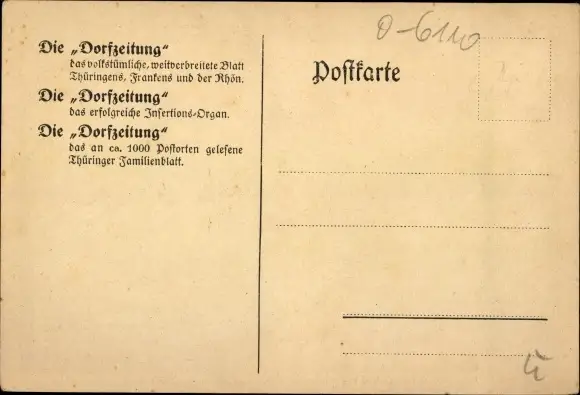 Die „Dorfzeitung“
das volkstümliche, weitverbreitete Blatt
Thüringens, Frankens und der Rhön.
Die „Dorfzeitung“
das erfolgreiche Insertions-Organ.
Die „Dorfzeitung“
das an ca. 1000 Postorten gelesene
Thüringer Familienblatt.
O-6110
Postkarte